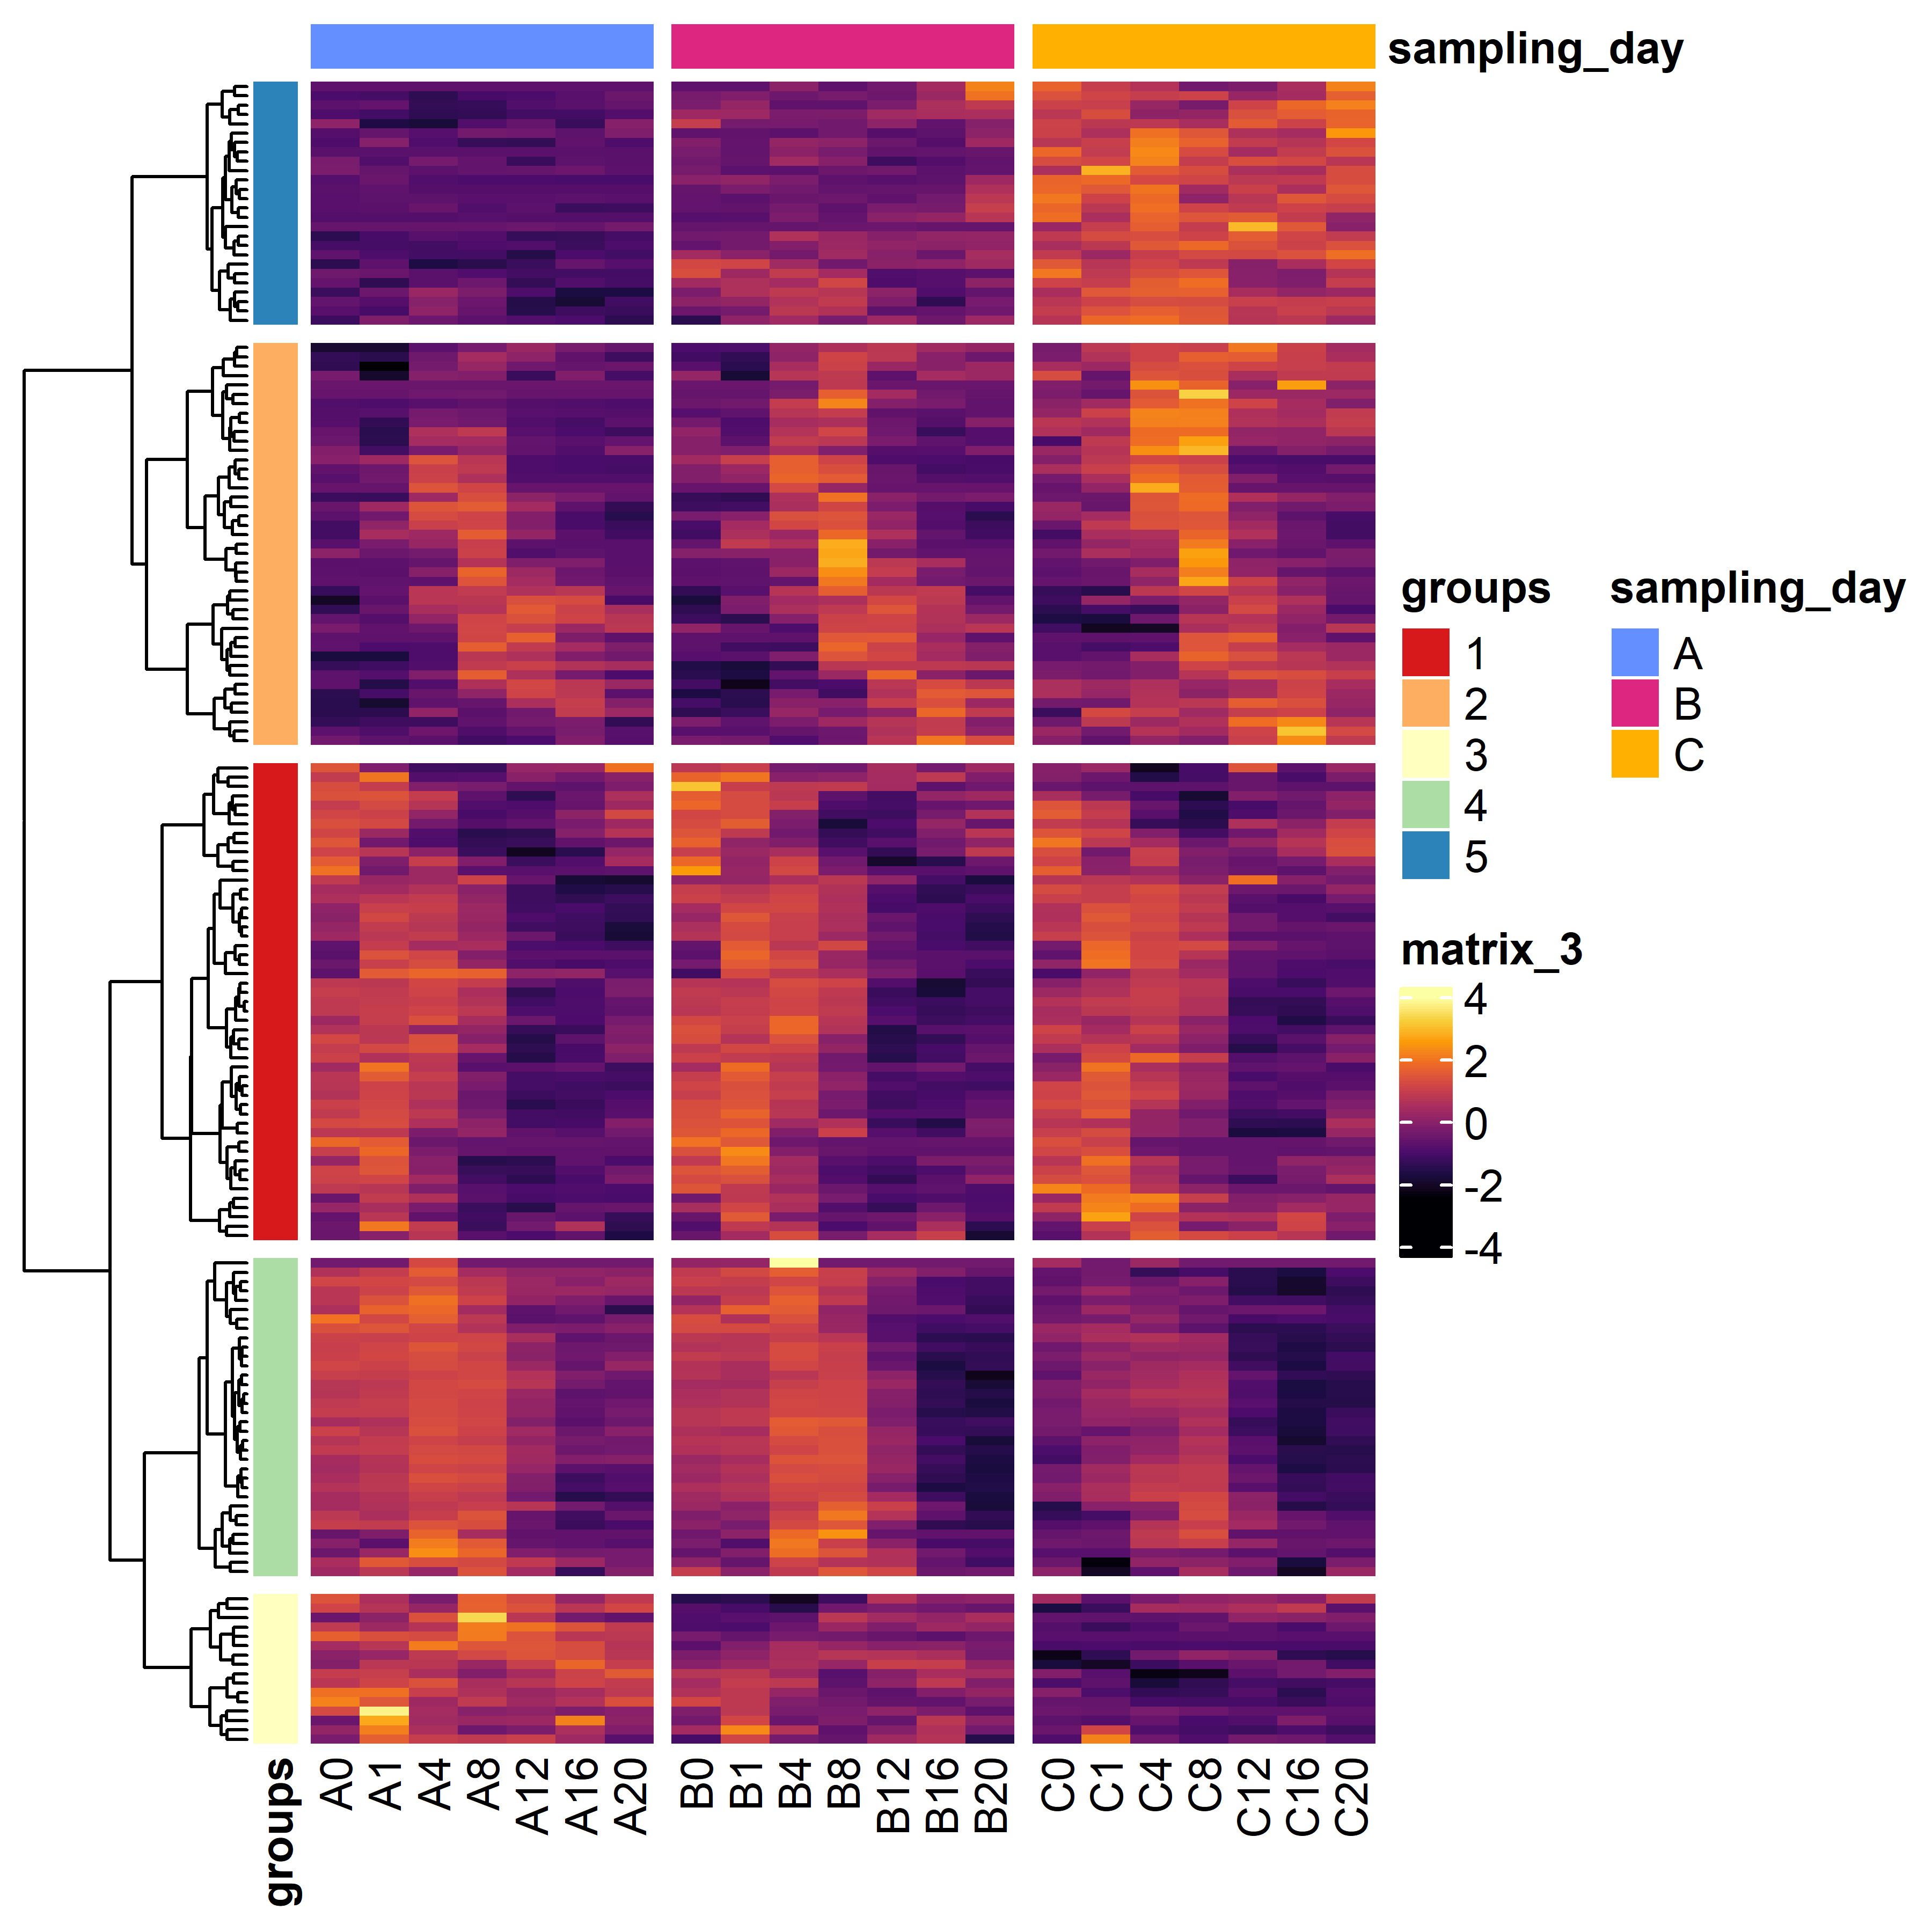 sampling_day
groups
1
2
3
4
5
sampling_day
A
B
C
matrix_3
4
2
0
-2
-4
groups
A0
A1
A4
A8
A12
A16
A20
B0
B1
B4
B8
B12
B16
B20
C0
C1
C4
C8
C12
C16
C20